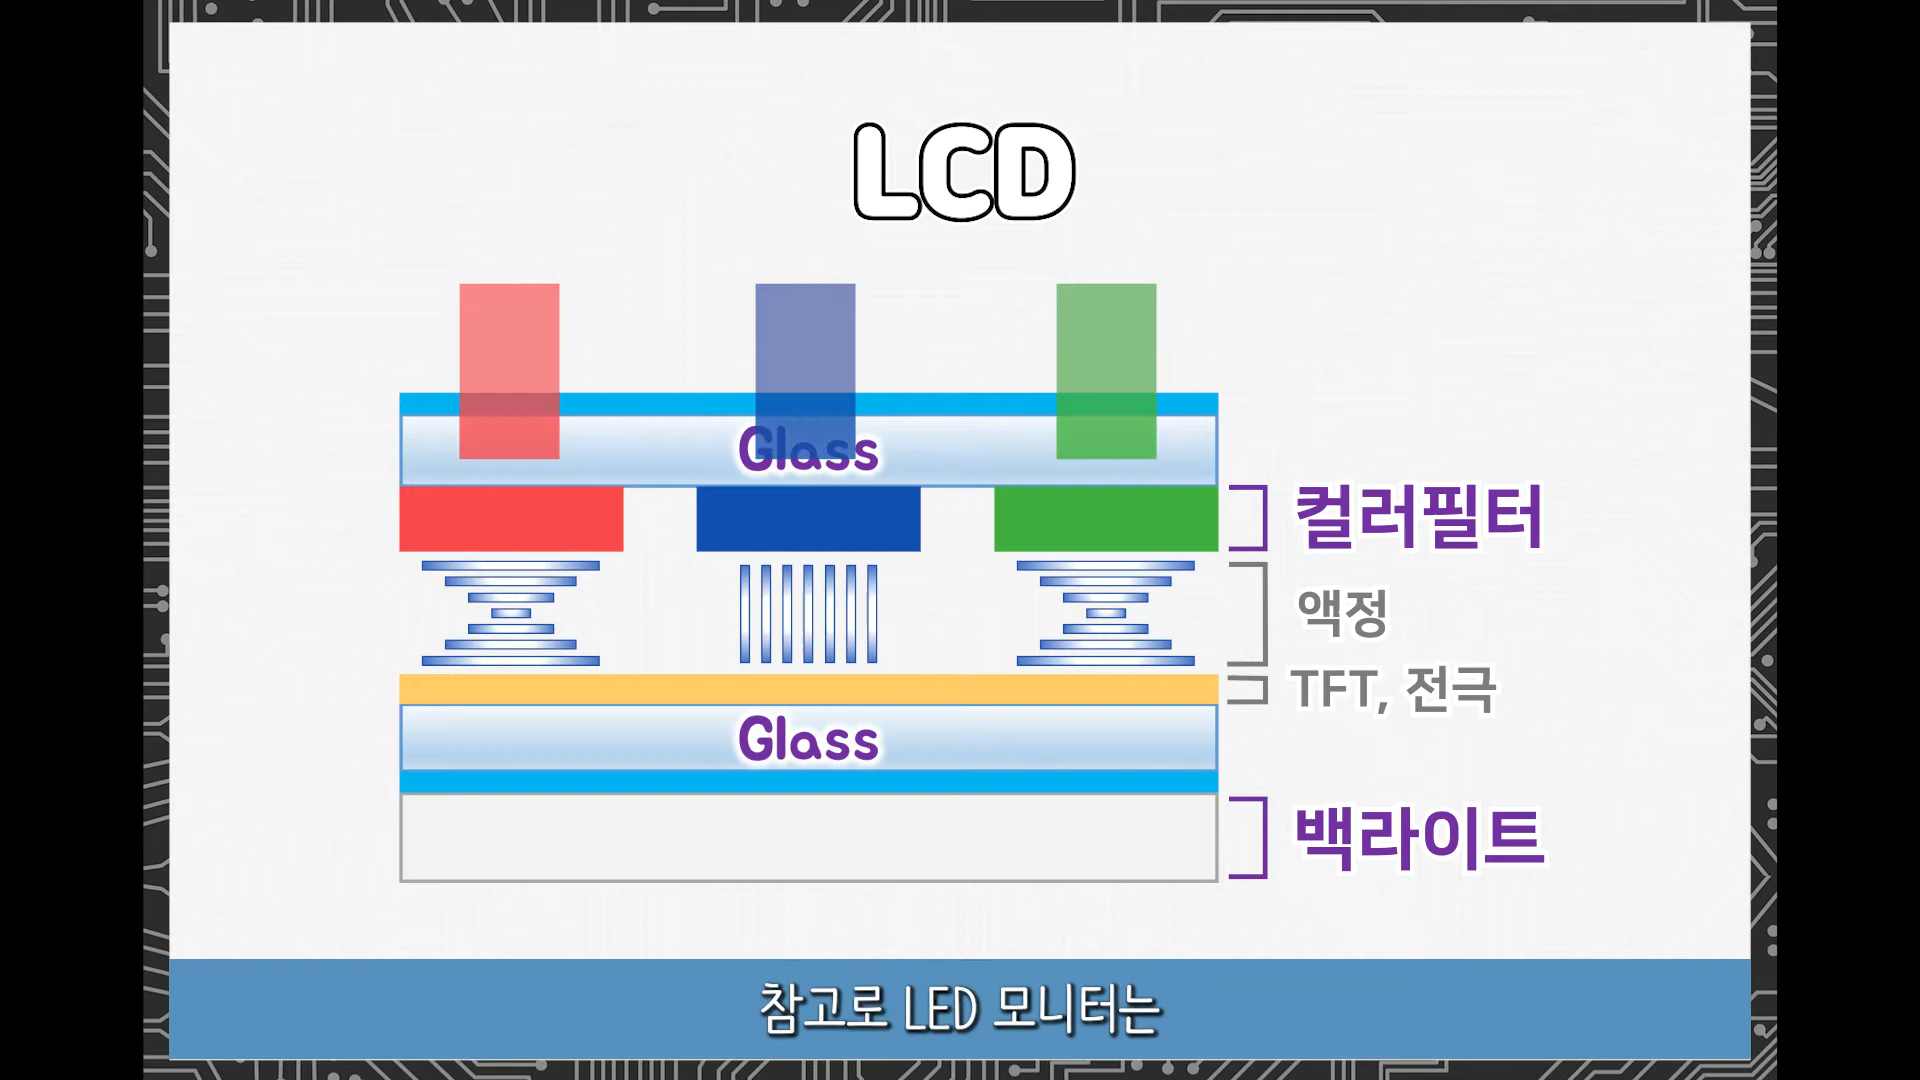 LCD
Glass
컬러필터
액정
TFT, 전극
Glass
백라이트
참고로 LED 모니터는